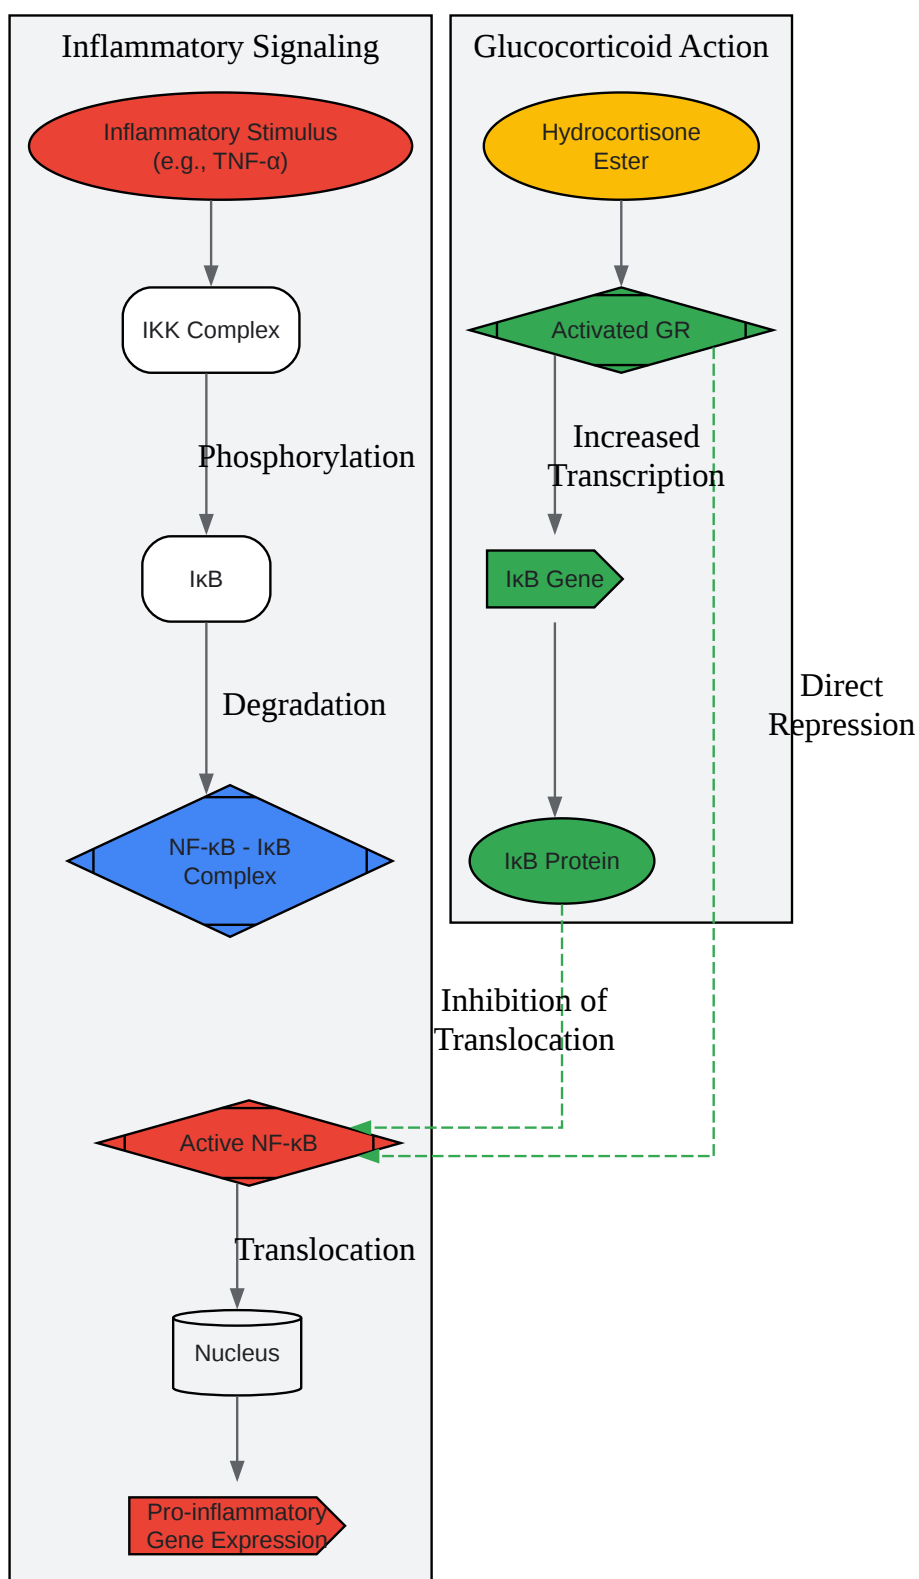 Inflammatory Signaling
Inflammatory Stimulus
(e.g., TNF-α)
IKK Complex
Phosphorylation
IκB
Degradation
NF-κB - IκB
Complex
Active NF-κB
Translocation
Nucleus
Pro-inflammatory
Gene Expression
Glucocorticoid Action
Hydrocortisone
Ester
Activated GR
Increased
Transcription
IκB Gene
IκB Protein
Inhibition of
Translocation
Direct
Repression